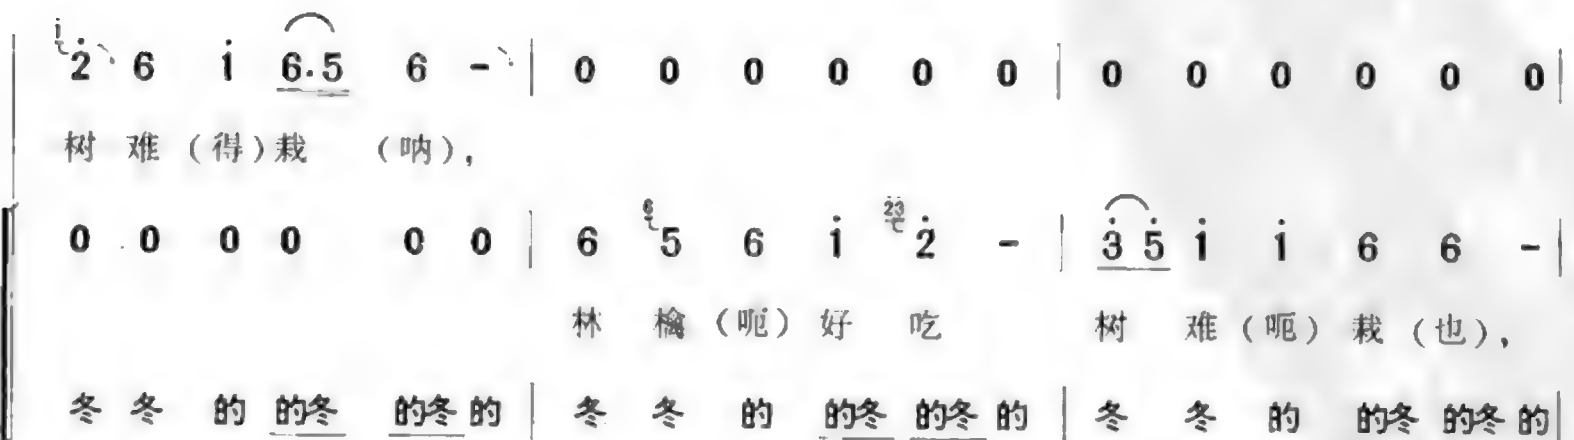 i 2̇ 6 i̇ 6.5 6 - | 0 0 0 0 0 0 | 0 0 0 0 0 0 |
树 难 (得) 栽 (呐),
0 0 0 0 0 0 | 6 6 5 6 i̇ 23 2̇ - | 3̇ 5̇ i̇ i̇ 6 6 - |
林 檎 (呃) 好 吃 树 难 (呃) 栽 (也),
冬 冬 的 的冬 的冬 的 | 冬 冬 的 的冬 的冬 的 | 冬 冬 的 的冬 的冬 的 |